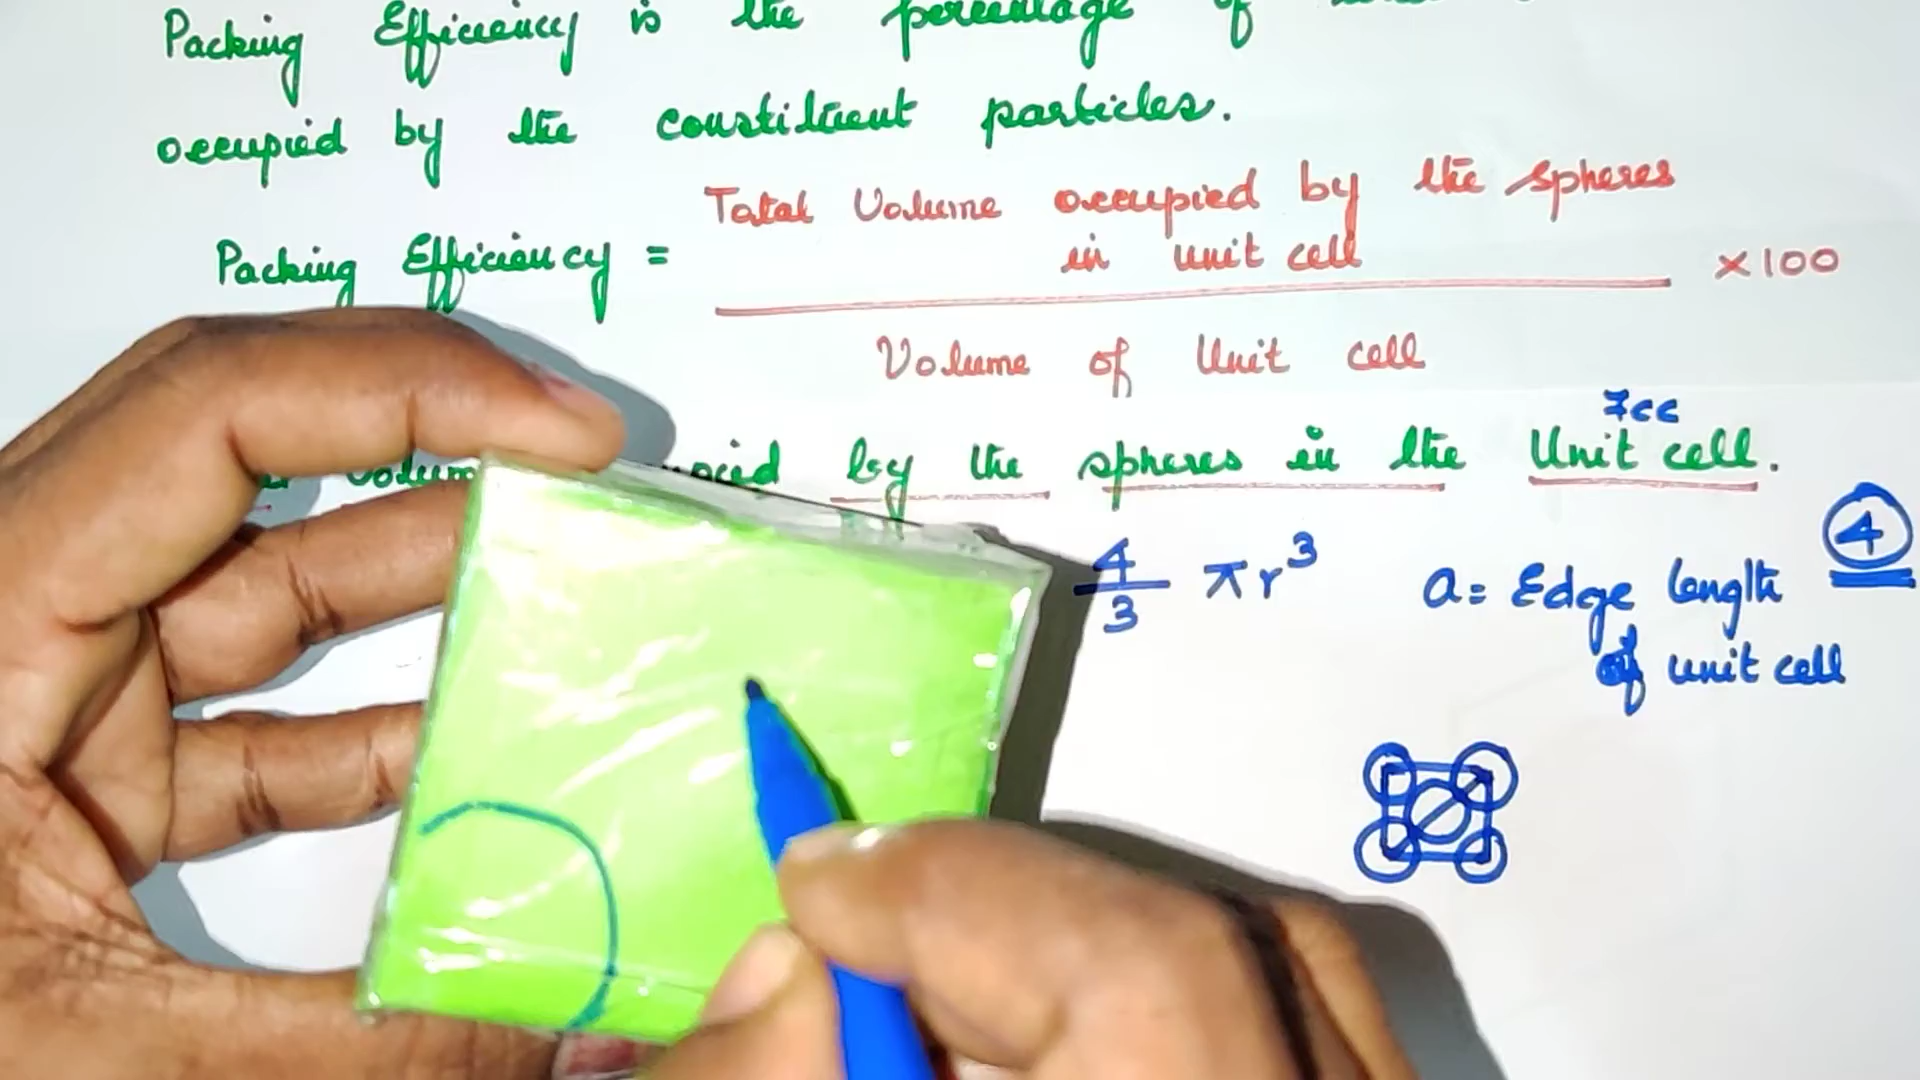 Packing Efficiency is the percentage of
occupied by the constituent particles.
Total Volume occupied by the spheres
in unit cell
Packing Efficiency = ×100
Volume of Unit cell
by the spheres in the Unit cell.
4/3 πr³ a = Edge length
of unit cell
4